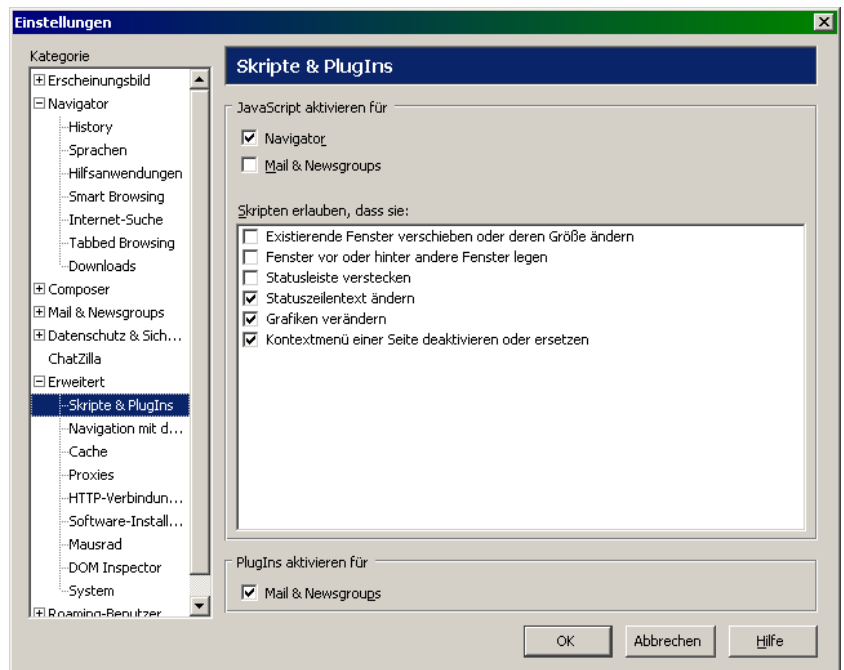 Einstellungen
Kategorie
Erscheinungsbild
Navigator
History
Sprachen
Hilfsanwendungen
Smart Browsing
Internet-Suche
Tabbed Browsing
Downloads
Composer
Mail & Newsgroups
Datenschutz & Sich...
ChatZilla
Erweitert
Skripte & PlugIns
Navigation mit d...
Cache
Proxies
HTTP-Verbindun...
Software-Install...
Mausrad
DOM Inspector
System
Roaming-Benutzer
Skripte & PlugIns
JavaScript aktivieren für
Navigator
Mail & Newsgroups
Skripten erlauben, dass sie:
Existierende Fenster verschieben oder deren Größe ändern
Fenster vor oder hinter andere Fenster legen
Statusleiste verstecken
Statuszeilentext ändern
Grafiken verändern
Kontextmenü einer Seite deaktivieren oder ersetzen
PlugIns aktivieren für
Mail & Newsgroups
OK
Abbrechen
Hilfe